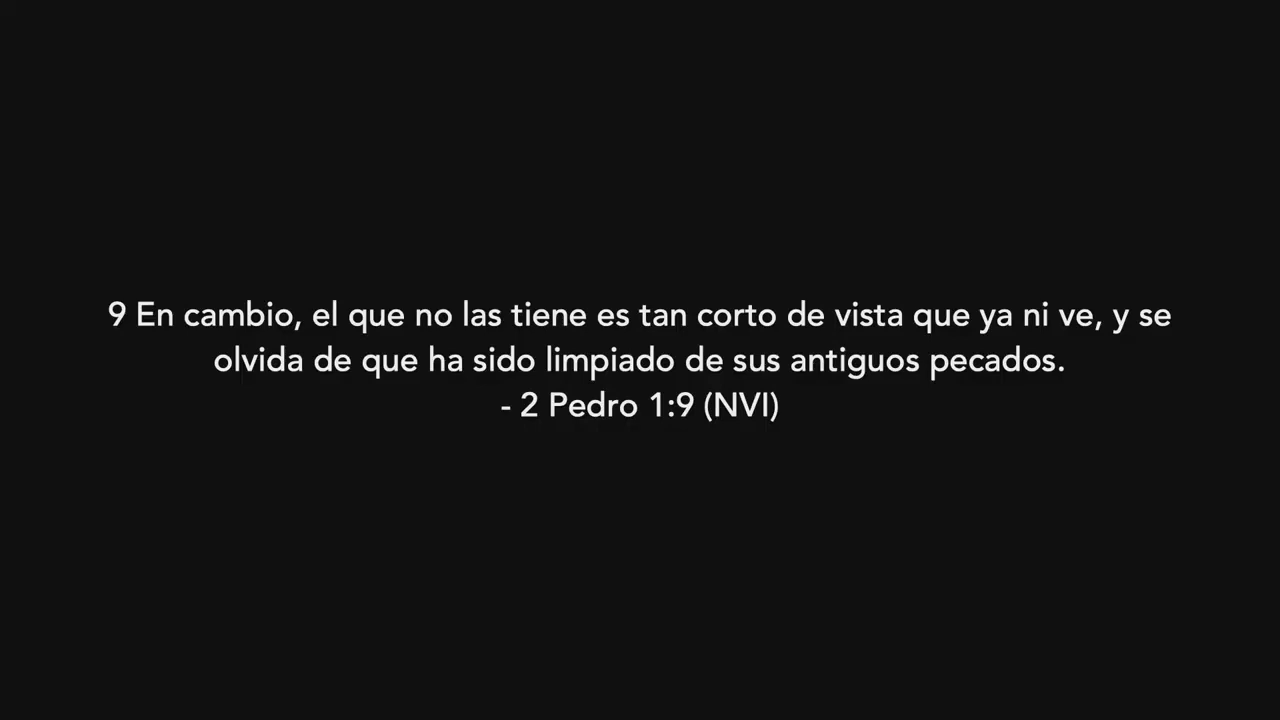 9 En cambio, el que no las tiene es tan corto de vista que ya ni ve, y se
olvida de que ha sido limpiado de sus antiguos pecados.
- 2 Pedro 1:9 (NVI)